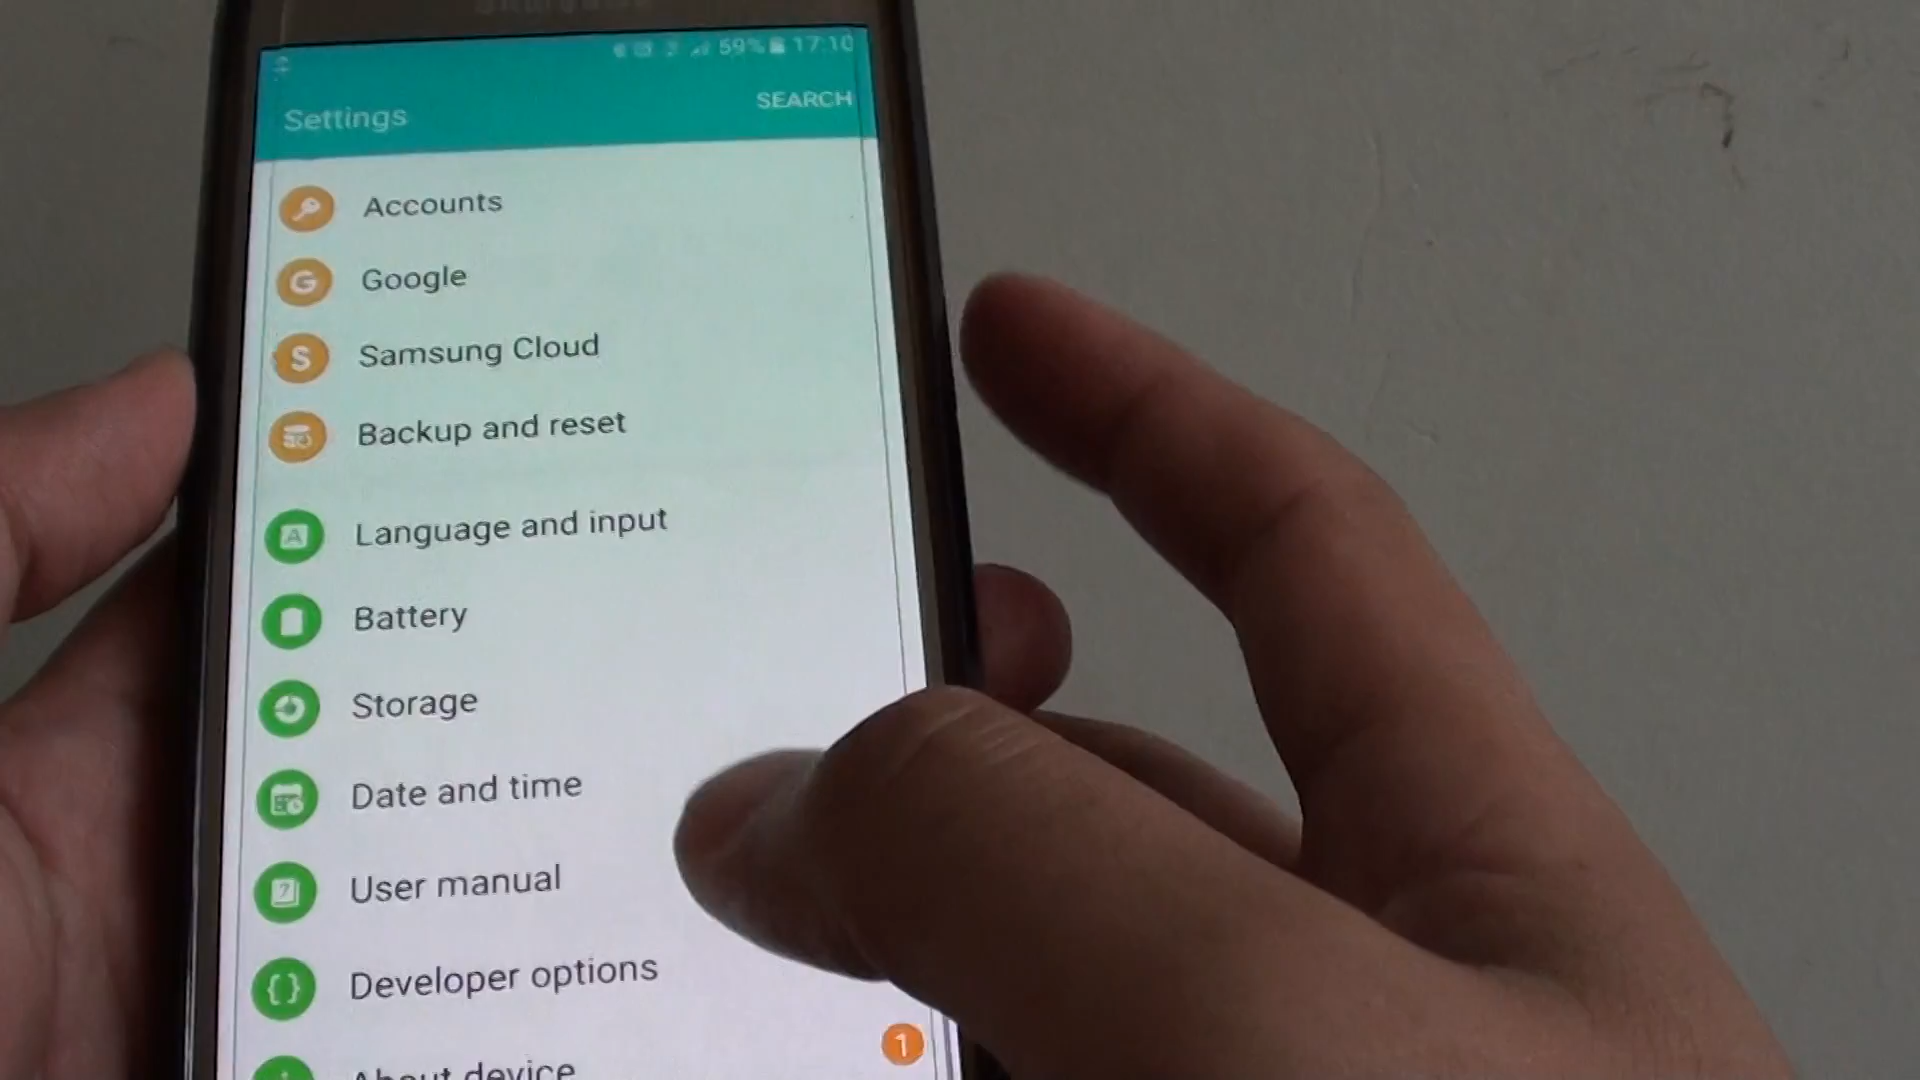 SAMSUNG
59% 17:10
Settings
SEARCH
Accounts
G
Google
S
Samsung Cloud
Backup and reset
A
Language and input
Battery
Storage
Date and time
?
User manual
{}
Developer options
1
About device